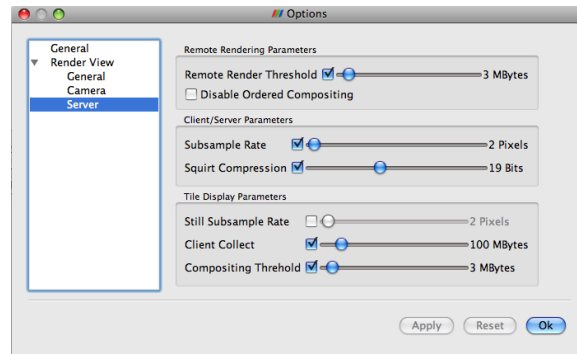 Options
General
Render View
General
Camera
Server
Remote Rendering Parameters
Remote Render Threshold 3 MBytes
Disable Ordered Compositing
Client/Server Parameters
Subsample Rate 2 Pixels
Squirt Compression 19 Bits
Tile Display Parameters
Still Subsample Rate 2 Pixels
Client Collect 100 MBytes
Compositing Threhold 3 MBytes
Apply Reset Ok